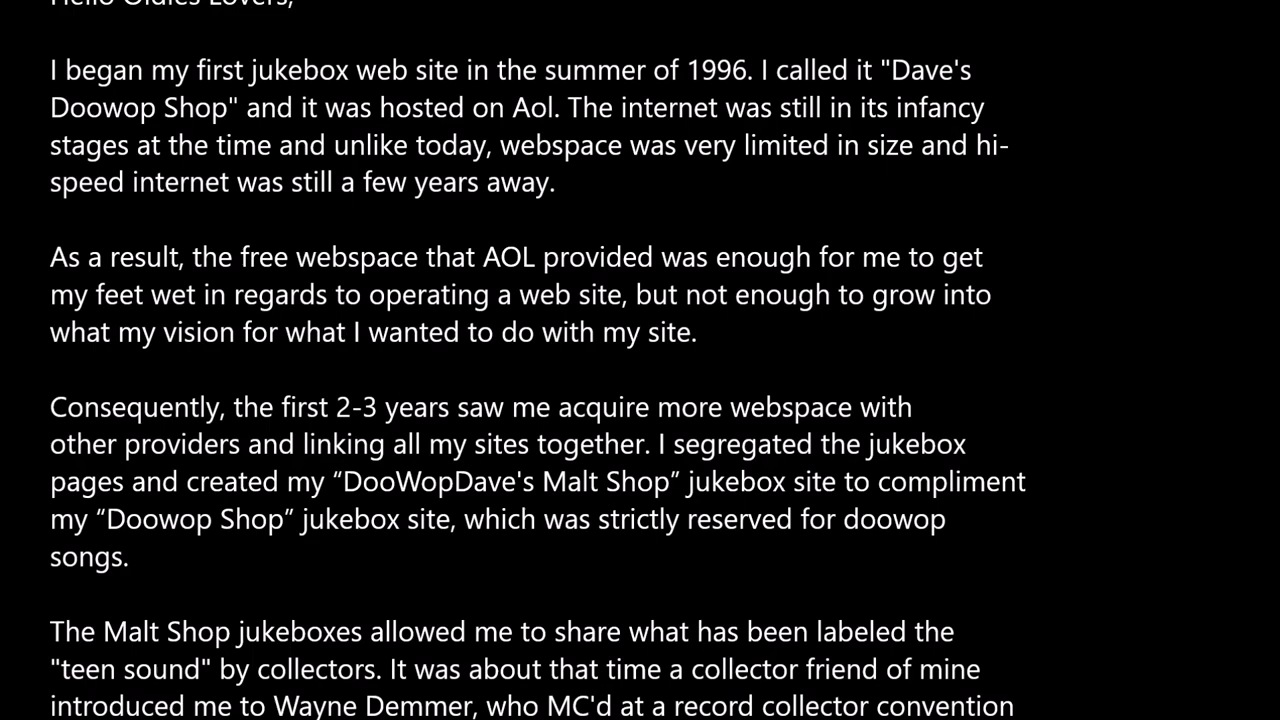 Hello Oldies Lovers,
I began my first jukebox web site in the summer of 1996. I called it "Dave's
Doowop Shop" and it was hosted on Aol. The internet was still in its infancy
stages at the time and unlike today, webspace was very limited in size and hi-
speed internet was still a few years away.
As a result, the free webspace that AOL provided was enough for me to get
my feet wet in regards to operating a web site, but not enough to grow into
what my vision for what I wanted to do with my site.
Consequently, the first 2-3 years saw me acquire more webspace with
other providers and linking all my sites together. I segregated the jukebox
pages and created my “DooWopDave's Malt Shop” jukebox site to compliment
my “Doowop Shop” jukebox site, which was strictly reserved for doowop
songs.
The Malt Shop jukeboxes allowed me to share what has been labeled the
"teen sound" by collectors. It was about that time a collector friend of mine
introduced me to Wayne Demmer, who MC'd at a record collector convention